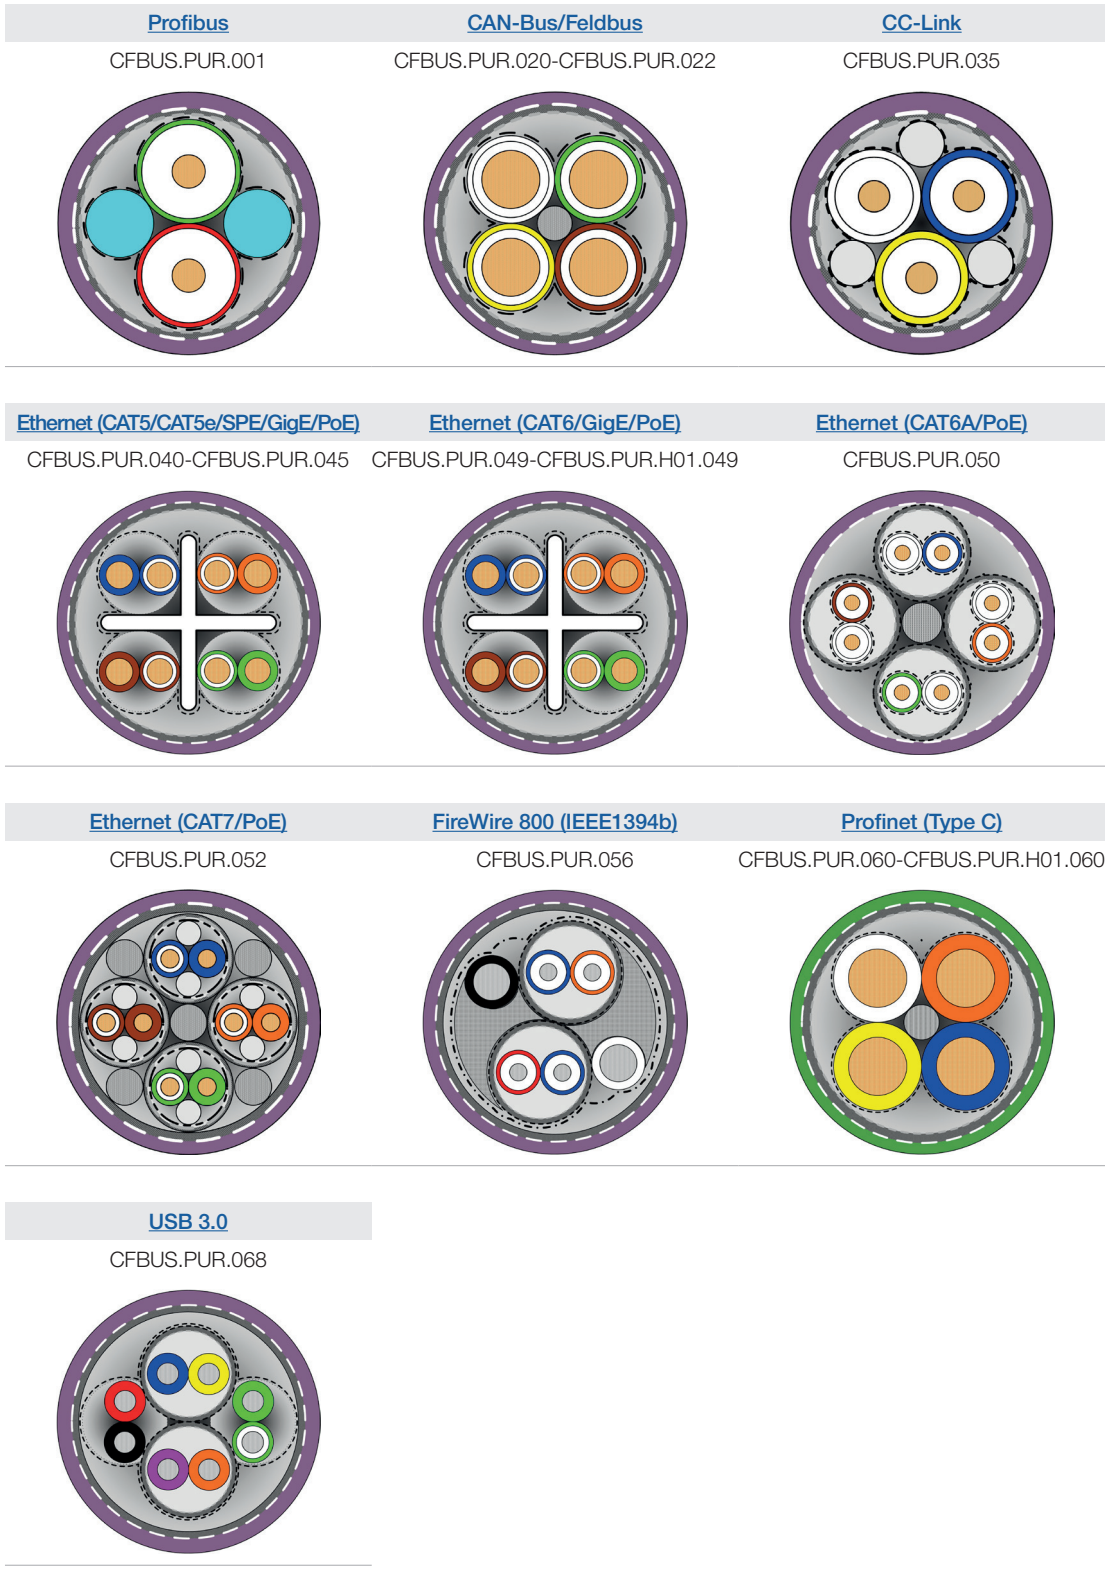 Profibus
CAN-Bus/Feldbus
CC-Link
CFBUS.PUR.001
CFBUS.PUR.020-CFBUS.PUR.022
CFBUS.PUR.035
Ethernet (CAT5/CAT5e/SPE/GigE/PoE)
Ethernet (CAT6/GigE/PoE)
Ethernet (CAT6A/PoE)
CFBUS.PUR.040-CFBUS.PUR.045
CFBUS.PUR.049-CFBUS.PUR.H01.049
CFBUS.PUR.050
Ethernet (CAT7/PoE)
FireWire 800 (IEEE1394b)
Profinet (Type C)
CFBUS.PUR.052
CFBUS.PUR.056
CFBUS.PUR.060-CFBUS.PUR.H01.060
USB 3.0
CFBUS.PUR.068